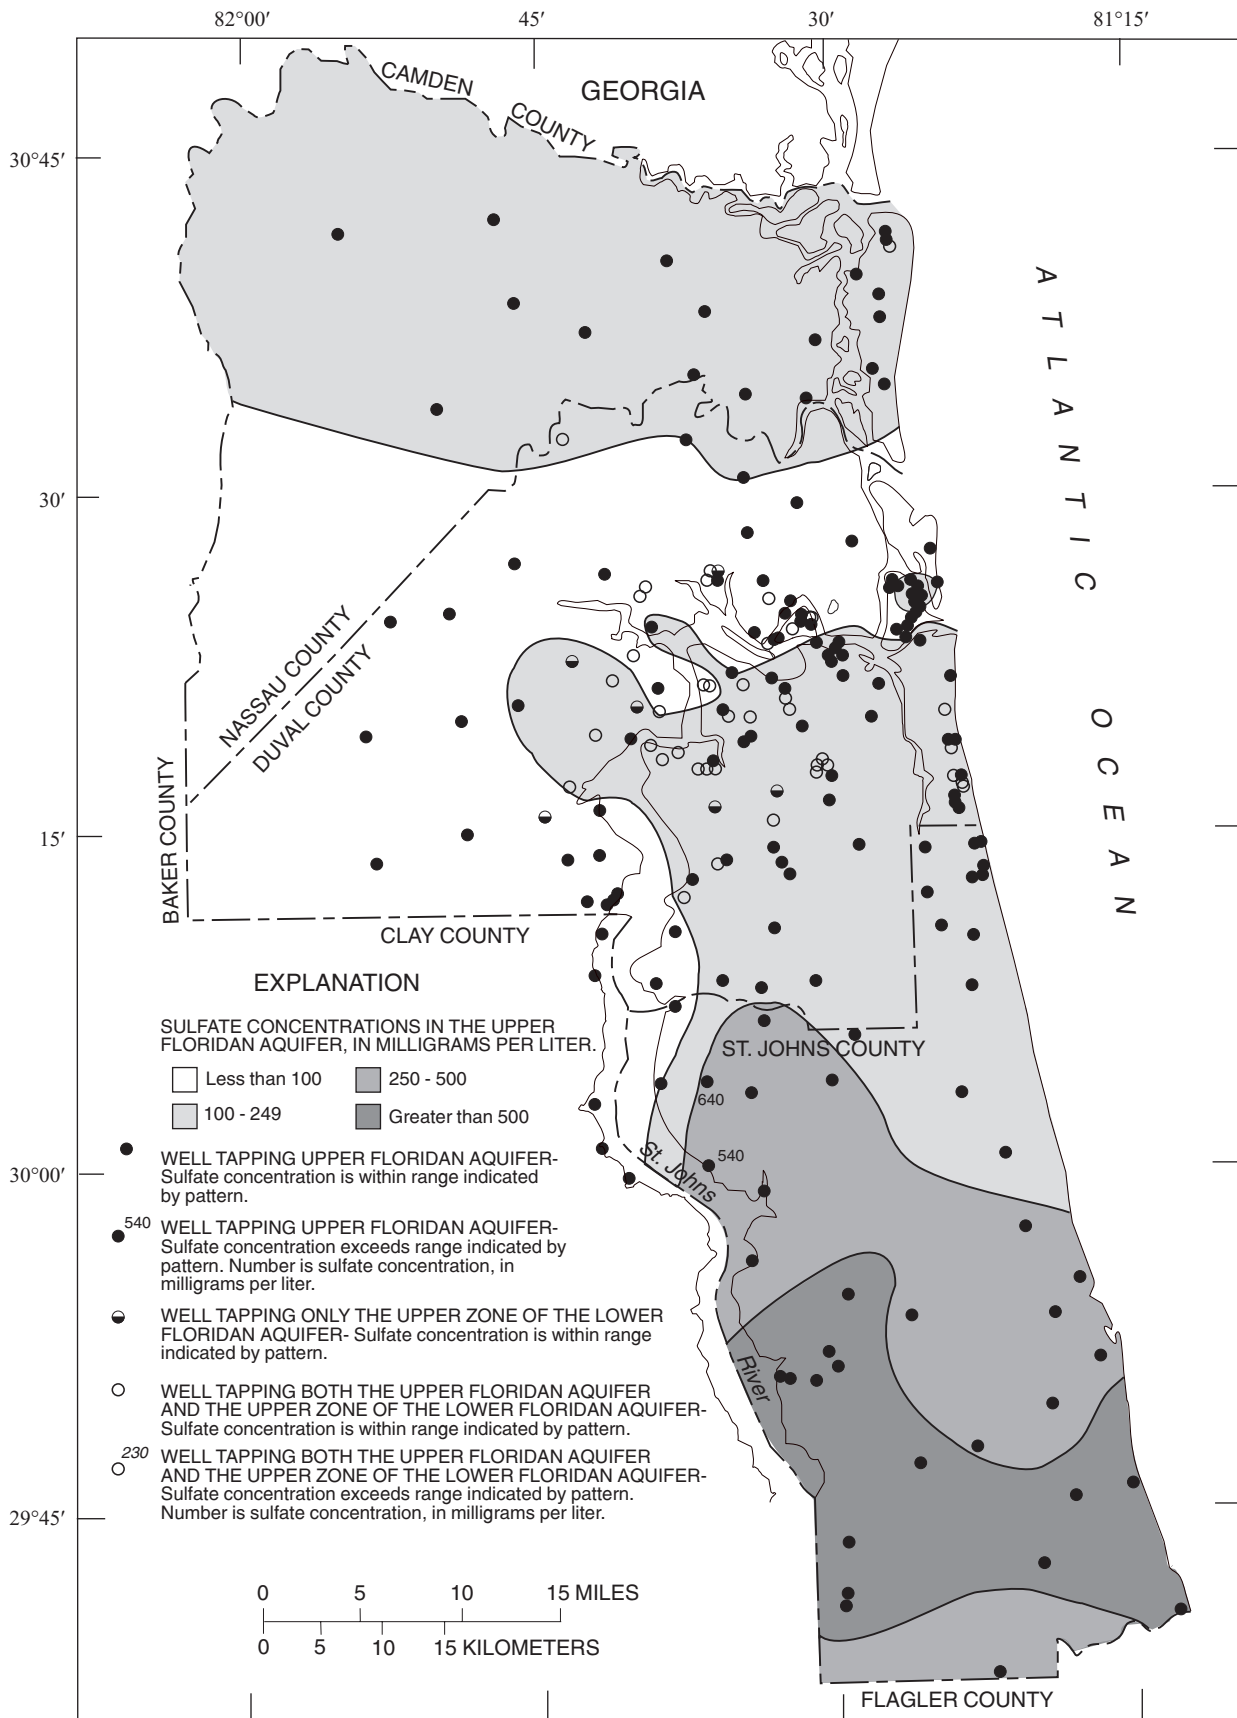 82°00′
45′
30′
81°15′
CAMDEN
COUNTY
GEORGIA
30°45′
ATLANTIC
OCEAN
30′
NASSAU COUNTY
DUVAL COUNTY
BAKER COUNTY
15′
CLAY COUNTY
ST. JOHNS COUNTY
640
540
St. Johns
River
30°00′
29°45′
EXPLANATION
SULFATE CONCENTRATIONS IN THE UPPER
FLORIDAN AQUIFER, IN MILLIGRAMS PER LITER.
Less than 100
250 - 500
100 - 249
Greater than 500
WELL TAPPING UPPER FLORIDAN AQUIFER-
Sulfate concentration is within range indicated
by pattern.
540
WELL TAPPING UPPER FLORIDAN AQUIFER-
Sulfate concentration exceeds range indicated by
pattern. Number is sulfate concentration, in
milligrams per liter.
WELL TAPPING ONLY THE UPPER ZONE OF THE LOWER
FLORIDAN AQUIFER- Sulfate concentration is within range
indicated by pattern.
WELL TAPPING BOTH THE UPPER FLORIDAN AQUIFER
AND THE UPPER ZONE OF THE LOWER FLORIDAN AQUIFER-
Sulfate concentration is within range indicated by pattern.
230
WELL TAPPING BOTH THE UPPER FLORIDAN AQUIFER
AND THE UPPER ZONE OF THE LOWER FLORIDAN AQUIFER-
Sulfate concentration exceeds range indicated by pattern.
Number is sulfate concentration, in milligrams per liter.
0 5 10 15 MILES
0 5 10 15 KILOMETERS
FLAGLER COUNTY